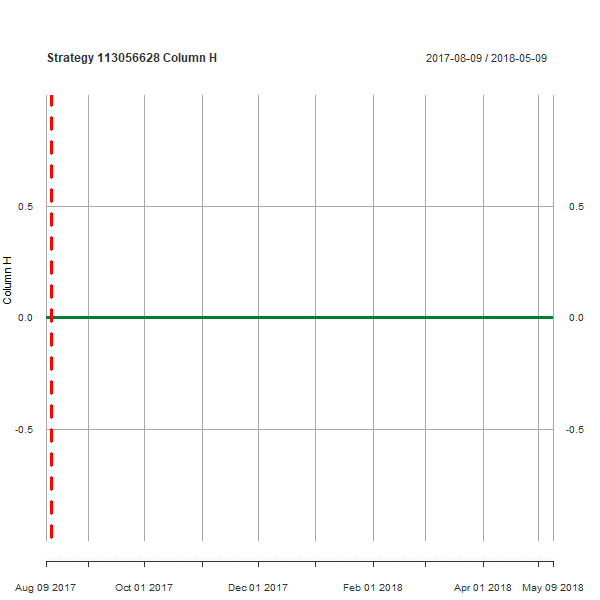 Strategy 113056628 Column H 2017-08-09 / 2018-05-09
0.5 0.5
Column H
0.0 0.0
-0.5 -0.5
Aug 09 2017 Oct 01 2017 Dec 01 2017 Feb 01 2018 Apr 01 2018 May 09 2018